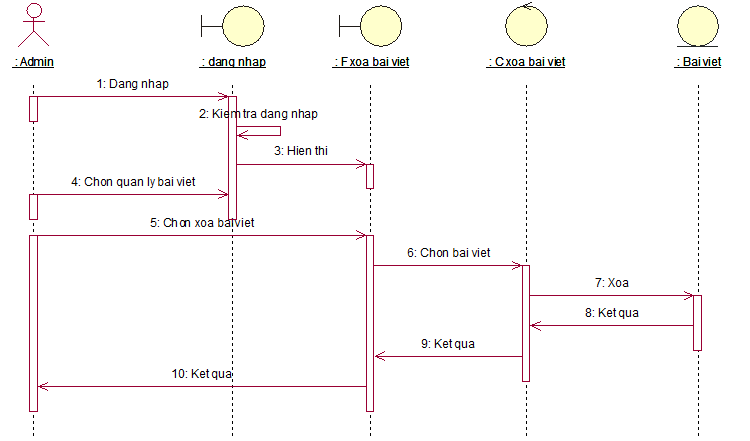 : Admin
: dang nhap
: F xoa bai viet
: C xoa bai viet
: Bai viet
1: Dang nhap
2: Kiem tra dang nhap
3: Hien thi
4: Chon quan ly bai viet
5: Chon xoa bai viet
6: Chon bai viet
7: Xoa
8: Ket qua
9: Ket qua
10: Ket qua